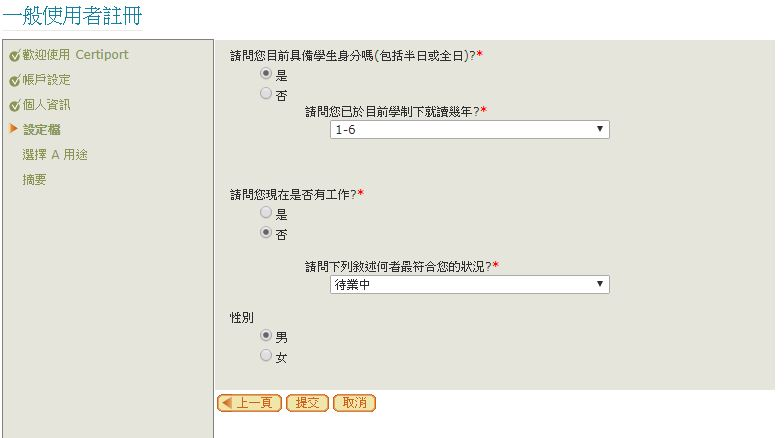 一般使用者註冊
歡迎使用 Certiport
帳戶設定
個人資訊
設定檔
選擇 A 用途
摘要
請問您目前具備學生身分嗎(包括半日或全日)?*
是
否
請問您已於目前學制下就讀幾年?*
1-6
請問您現在是否有工作?*
是
否
請問下列敘述何者最符合您的狀況?*
待業中
性別
男
女
上一頁 提交 取消